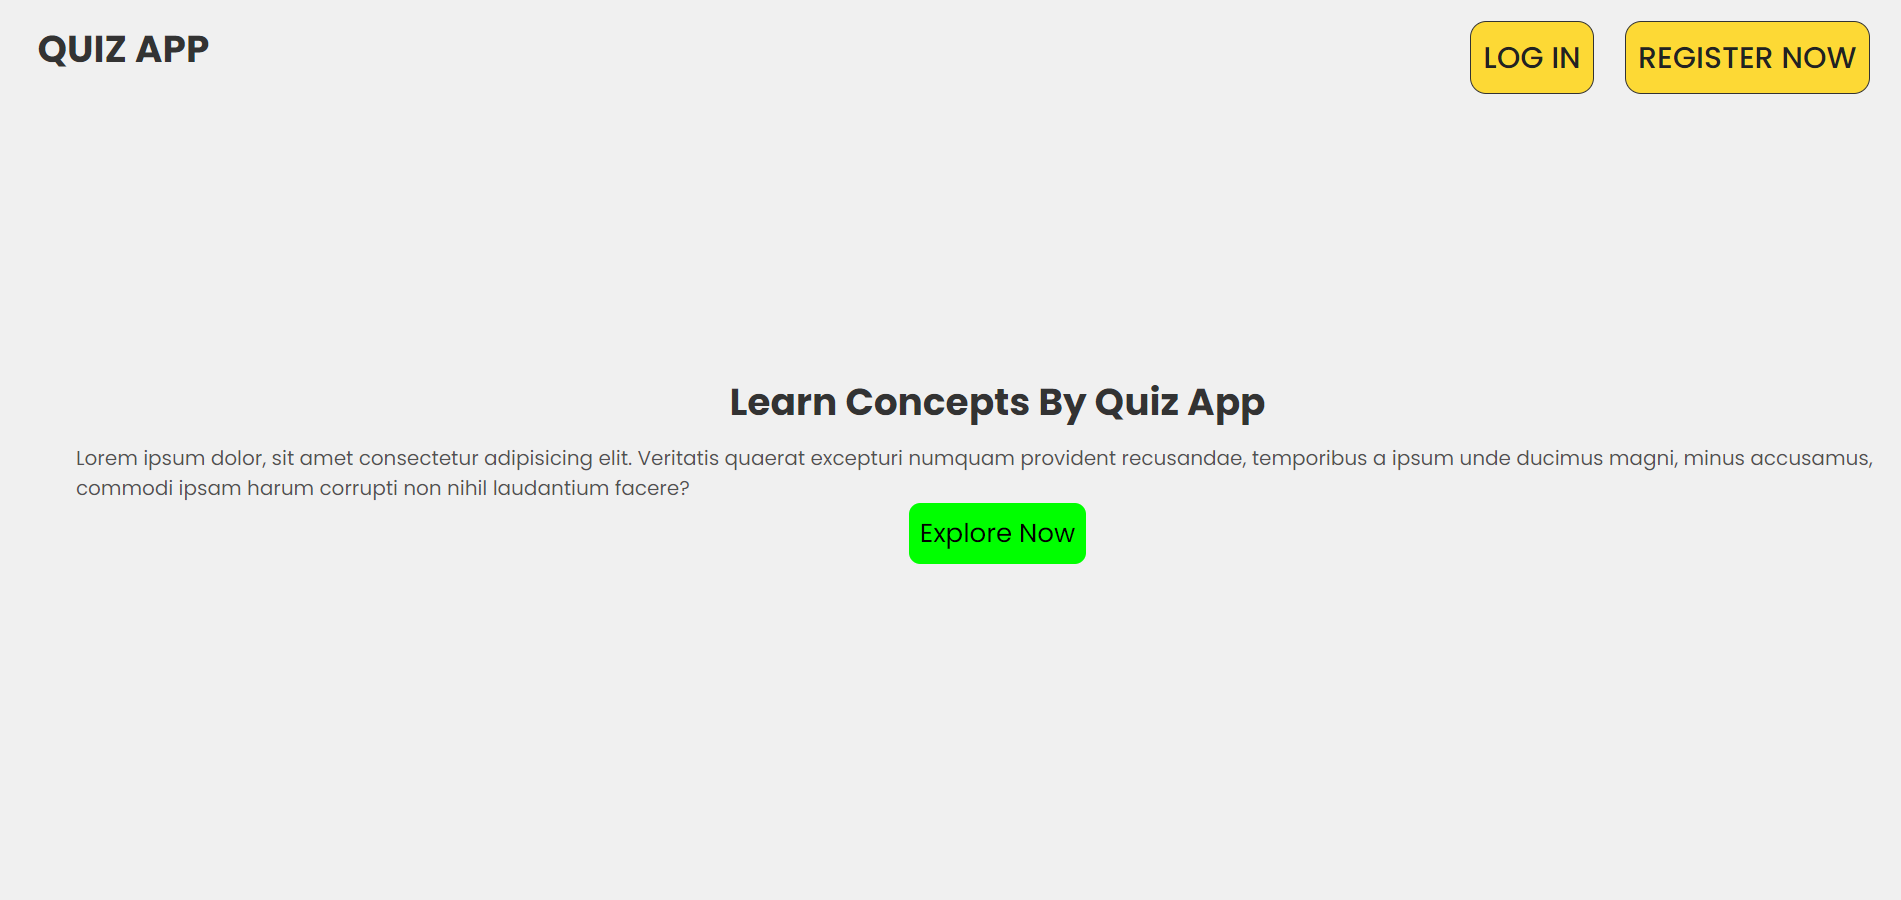 QUIZ APP
LOG IN
REGISTER NOW
Learn Concepts By Quiz App
Lorem ipsum dolor, sit amet consectetur adipisicing elit. Veritatis quaerat excepturi numquam provident recusandae, temporibus a ipsum unde ducimus magni, minus accusamus,
commodi ipsam harum corrupti non nihil laudantium facere?
Explore Now